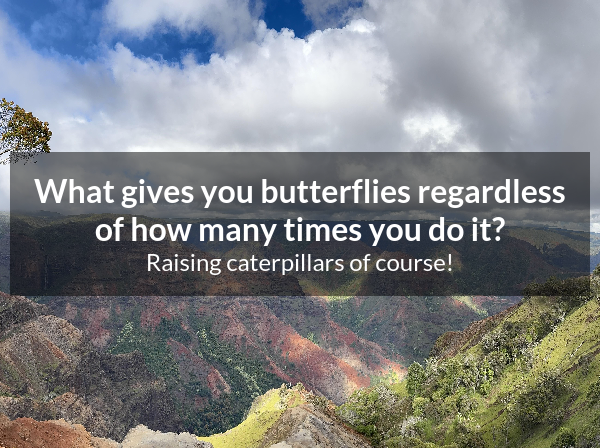 What gives you butterflies regardless
of how many times you do it?
Raising caterpillars of course!